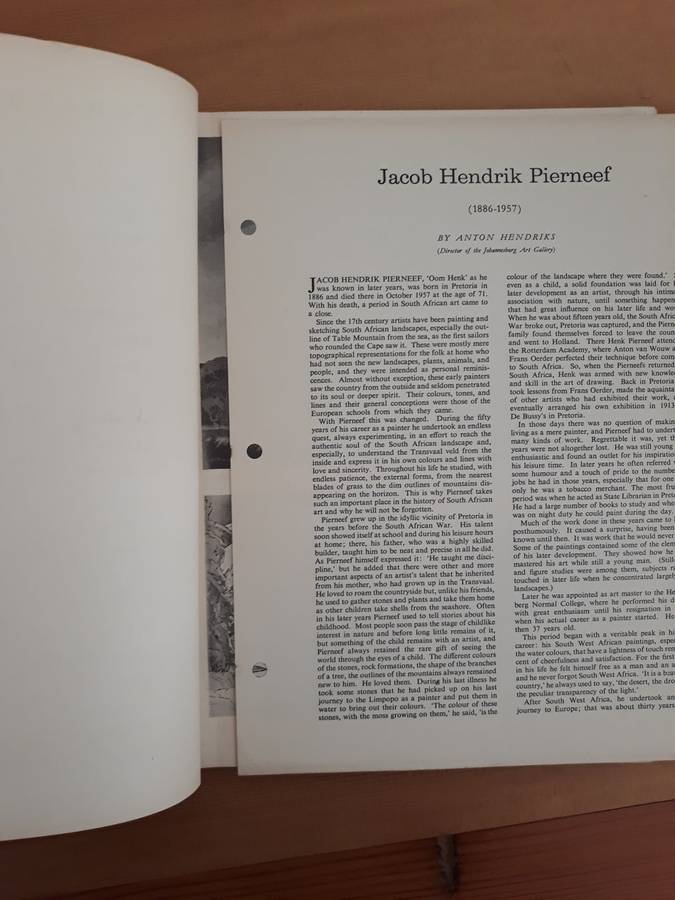 Jacob Hendrik Pierneef
(1886-1957)
BY ANTON HENDRIKS
(Director of the Johannesburg Art Gallery)
JACOB HENDRIK PIERNEEF, 'Oom Henk' as he
was known in later years, was born in Pretoria in
1886 and died there in October 1957 at the age of 71.
With his death, a period in South African art came to
a close.
Since the 17th century artists have been painting and
sketching South African landscapes, especially the out-
line of Table Mountain from the sea, as the first sailors
who rounded the Cape saw it. These were mostly mere
topographical representations for the folk at home who
had not seen the new landscapes, plants, animals, and
people, and they were intended as personal reminis-
cences. Almost without exception, these early painters
saw the country from the outside and seldom penetrated
to its soul or deeper spirit. Their colours, tones, and
lines and their general conceptions were those of the
European schools from which they came.
With Pierneef this was changed. During the fifty
years of his career as a painter he undertook an endless
quest, always experimenting, in an effort to reach the
authentic soul of the South African landscape and,
especially, to understand the Transvaal veld from the
inside and express it in his own colours and lines with
love and sincerity. Throughout his life he studied, with
endless patience, the external forms, from the nearest
blades of grass to the dim outlines of mountains dis-
appearing on the horizon. This is why Pierneef takes
such an important place in the history of South African
art and why he will not be forgotten.
Pierneef grew up in the idyllic vicinity of Pretoria in
the years before the South African War. His talent
soon showed itself at school and during his leisure hours
at home; there, his father, who was a highly skilled
builder, taught him to be neat and precise in all he did.
As Pierneef himself expressed it: 'He taught me disci-
pline,' but he added that there were other and more
important aspects of an artist's talent that he inherited
from his mother, who had grown up in the Transvaal.
He loved to roam the countryside but, unlike his friends,
he used to gather stones and plants and take them home
as other children take shells from the seashore. Often
in his later years Pierneef used to tell stories about his
childhood. Most people soon pass the stage of childlike
interest in nature and before long little remains of it,
but something of the child remains with an artist, and
Pierneef always retained the rare gift of seeing the
world through the eyes of a child. The different colours
of the stones, rock formations, the shape of the branches
of a tree, the outlines of the mountains always remained
new to him. He loved them. During his last illness he
took some stones that he had picked up on his last
journey to the Limpopo as a painter and put them in
water to bring out their colours. 'The colour of these
stones, with the moss growing on them,' he said, 'is the
colour of the landscape where they were found.'
even as a child, a solid foundation was laid for
later development as an artist, through his intim
association with nature, until something happen
that had great influence on his later life and wo
When he was about fifteen years old, the South Afric
War broke out, Pretoria was captured, and the Piern
family found themselves forced to leave the coun
and went to Holland. There Henk Pierneef attend
the Rotterdam Academy, where Anton van Wouw a
Frans Oerder perfected their technique before com
to South Africa. So, when the Pierneefs returned
South Africa, Henk was armed with new knowle
and skill in the art of drawing. Back in Pretoria
took lessons from Frans Oerder, made the aquainta
of other artists who had exhibited their work,
eventually arranged his own exhibition in 1913
De Bussy's in Pretoria.
In those days there was no question of makin
living as a mere painter, and Pierneef had to under
many kinds of work. Regrettable it was, yet th
years were not altogether lost. He was still young
enthusiastic and found an outlet for his inspiratio
his leisure time. In later years he often referred
some humour and a touch of pride to the numbe
jobs he had in those years, especially that for one
only he was a tobacco merchant. The most fru
period was when he acted as State Librarian in Preto
He had a large number of books to study and whe
was on night duty he could paint during the day.
Much of the work done in these years came to l
posthumously. It caused a surprise, having been
known until then. It was work that he would never
Some of the paintings contained some of the elem
of his later development. They showed how he
mastered his art while still a young man. (Still
and figure studies were among them, subjects r
touched in later life when he concentrated largel
landscapes.)
Later he was appointed as art master to the He
berg Normal College, where he performed his d
with great enthusiasm until his resignation in
when his actual career as a painter started. He
then 37 years old.
This period began with a veritable peak in hi
career: his South West African paintings, espe
the water colours, that have a lightness of touch rem
cent of cheerfulness and satisfaction. For the first
in his life he felt himself free as a man and an a
and he never forgot South West Africa. 'It is a beau
country,' he always used to say, 'the desert, the dro
the peculiar transparency of the light.'
After South West Africa, he undertook an
journey to Europe; that was about thirty years